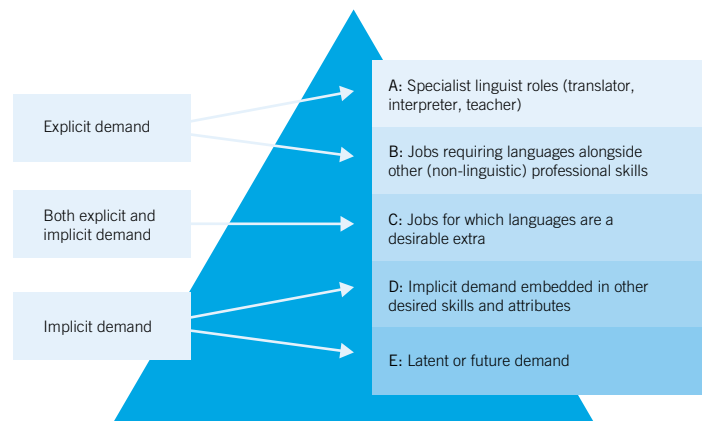 Explicit demand
Both explicit and
implicit demand
Implicit demand
A: Specialist linguist roles (translator,
interpreter, teacher)
B: Jobs requiring languages alongside
other (non-linguistic) professional skills
C: Jobs for which languages are a
desirable extra
D: Implicit demand embedded in other
desired skills and attributes
E: Latent or future demand